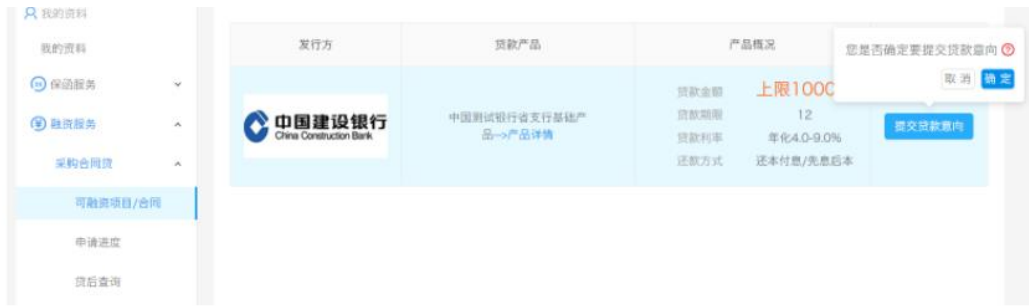 我的资料
我的资料
保函服务
融资服务
采购合同贷
可融资项目/合同
申请进度
贷后查询
发行方
贷款产品
产品概况
您是否确定要提交贷款意向
取消 确定
中国建设银行
China Construction Bank
中国测试银行省支行基础产
品-->产品详情
贷款金额 上限1000
贷款期限 12
贷款利率 年化4.0-9.0%
还款方式 还本付息/先息后本
提交贷款意向